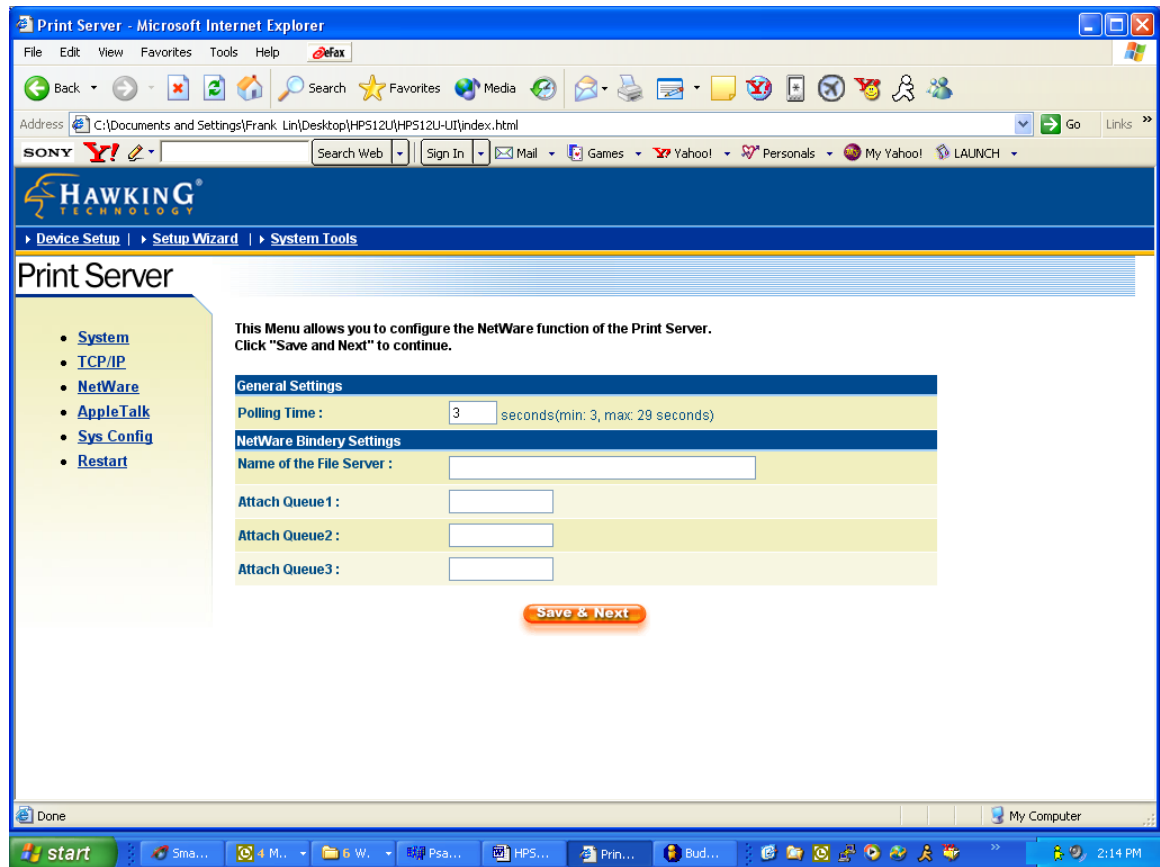 Print Server - Microsoft Internet Explorer
File Edit View Favorites Tools Help eFax
Back Search Favorites Media
Address C:\Documents and Settings\Frank Lin\Desktop\HPS12U\HPS12U-UI\index.html Go Links »
SONY Y! Search Web Sign In Mail Games Yahoo! Personals My Yahoo! LAUNCH
HAWKING®
TECHNOLOGY
Device Setup | Setup Wizard | System Tools
Print Server
System
TCP/IP
NetWare
AppleTalk
Sys Config
Restart
This Menu allows you to configure the NetWare function of the Print Server.
Click "Save and Next" to continue.
General Settings
Polling Time : 3 seconds(min: 3, max: 29 seconds)
NetWare Bindery Settings
Name of the File Server :
Attach Queue1 :
Attach Queue2 :
Attach Queue3 :
Save & Next
Done My Computer
start Sma... 4 M.. 6 W. Psa... HPS... Prin... Bud... » 2:14 PM